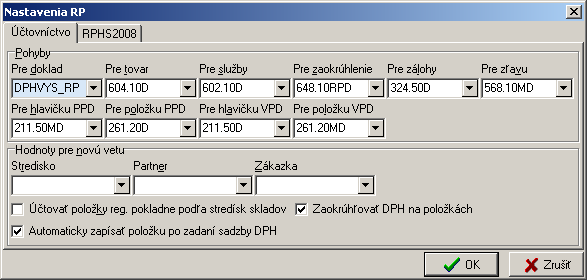 Nastavenia RP
Účtovníctvo RPHS2008
Pohyby
Pre doklad Pre tovar Pre služby Pre zaokrúhlenie Pre zálohy Pre zľavu
DPHVYS_RP 604.10D 602.10D 648.10RPD 324.50D 568.10MD
Pre hlavičku PPD Pre položku PPD Pre hlavičku VPD Pre položku VPD
211.50MD 261.20D 211.50D 261.20MD
Hodnoty pre novú vetu
Stredisko Partner Zákazka
Účtovať položky reg. pokladne podľa stredísk skladov Zaokrúhľovať DPH na položkách
Automaticky zapísať položku po zadaní sadzby DPH
OK Zrušiť